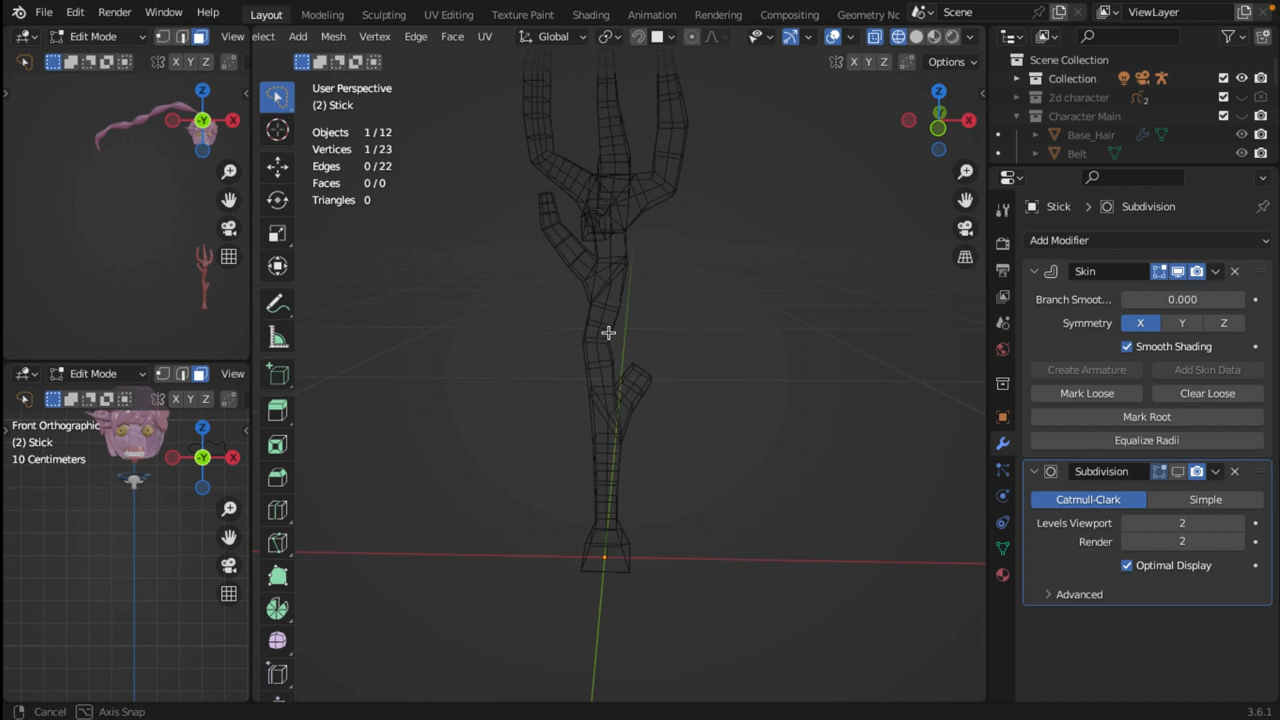 File Edit Render Window Help Layout Modeling Sculpting UV Editing Texture Paint Shading Animation Rendering Compositing Geometry Nc Scene ViewLayer
Edit Mode View
elect Add Mesh Vertex Edge Face UV Global
X Y Z
X Y Z Options
Scene Collection
Collection
2d character 2
Character Main
Base_Hair
Belt
User Perspective
(2) Stick
Objects 1 / 12
Vertices 1 / 23
Edges 0 / 22
Faces 0 / 0
Triangles 0
Z
-Y X
Z
Y X
Stick > Subdivision
Add Modifier
Skin
Branch Smoot... 0.000
Symmetry X Y Z
Smooth Shading
Create Armature Add Skin Data
Mark Loose Clear Loose
Mark Root
Equalize Radii
Subdivision
Catmull-Clark Simple
Levels Viewport 2
Render 2
Optimal Display
Advanced
Edit Mode View
X Y Z
Front Orthographic
(2) Stick
10 Centimeters
Z
-Y X
Cancel Axis Snap 3.6.1